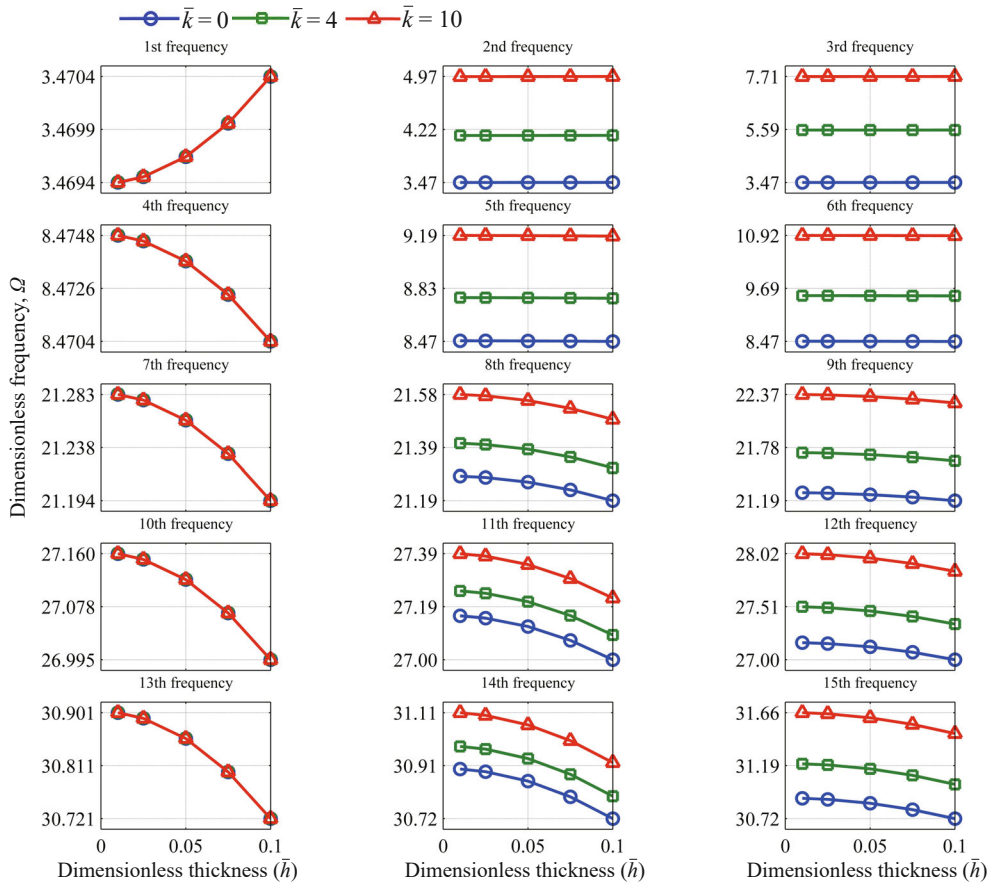 k̄ = 0 k̄ = 4 k̄ = 10
1st frequency 2nd frequency 3rd frequency
3.4704 4.97 7.71
3.4699 4.22 5.59
3.4694 3.47 3.47
4th frequency 5th frequency 6th frequency
8.4748 9.19 10.92
8.4726 8.83 9.69
8.4704 8.47 8.47
7th frequency 8th frequency 9th frequency
21.283 21.58 22.37
21.238 21.39 21.78
21.194 21.19 21.19
10th frequency 11th frequency 12th frequency
27.160 27.39 28.02
27.078 27.19 27.51
26.995 27.00 27.00
13th frequency 14th frequency 15th frequency
30.901 31.11 31.66
30.811 30.91 31.19
30.721 30.72 30.72
0 0.05 0.1 0 0.05 0.1 0 0.05 0.1
Dimensionless thickness (h̄) Dimensionless thickness (h̄) Dimensionless thickness (h̄)
Dimensionless frequency, Ω